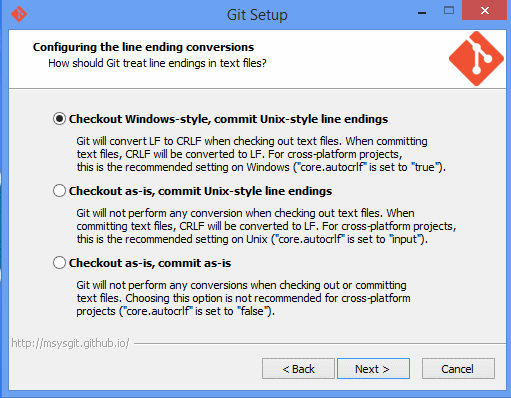 Git Setup
Configuring the line ending conversions
How should Git treat line endings in text files?
Checkout Windows-style, commit Unix-style line endings
Git will convert LF to CRLF when checking out text files. When committing
text files, CRLF will be converted to LF. For cross-platform projects,
this is the recommended setting on Windows ("core.autocrlf" is set to "true").
Checkout as-is, commit Unix-style line endings
Git will not perform any conversion when checking out text files. When
committing text files, CRLF will be converted to LF. For cross-platform projects,
this is the recommended setting on Unix ("core.autocrlf" is set to "input").
Checkout as-is, commit as-is
Git will not perform any conversions when checking out or committing
text files. Choosing this option is not recommended for cross-platform
projects ("core.autocrlf" is set to "false").
http://msysgit.github.io/
< Back
Next >
Cancel